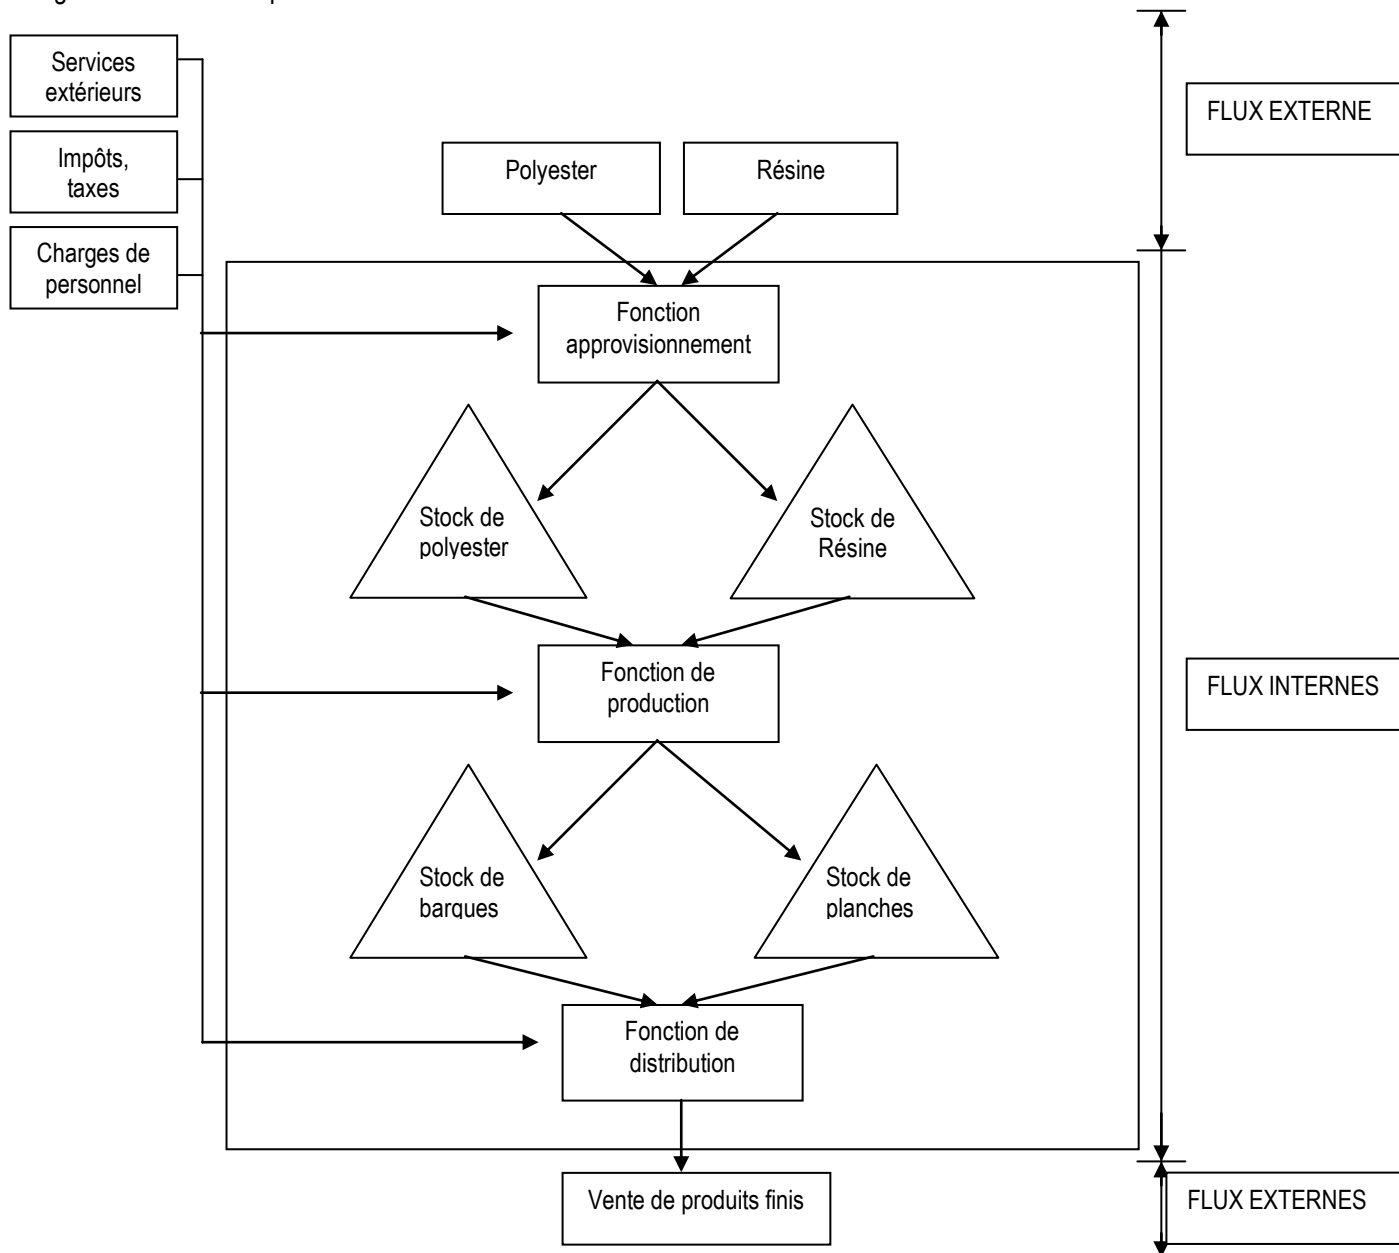 Services
extérieurs
FLUX EXTERNE
Impôts,
taxes
Polyester
Résine
Charges de
personnel
Fonction
approvisionnement
Stock de
polyester
Stock de
Résine
Fonction de
production
FLUX INTERNES
Stock de
barques
Stock de
planches
Fonction de
distribution
Vente de produits finis
FLUX EXTERNES